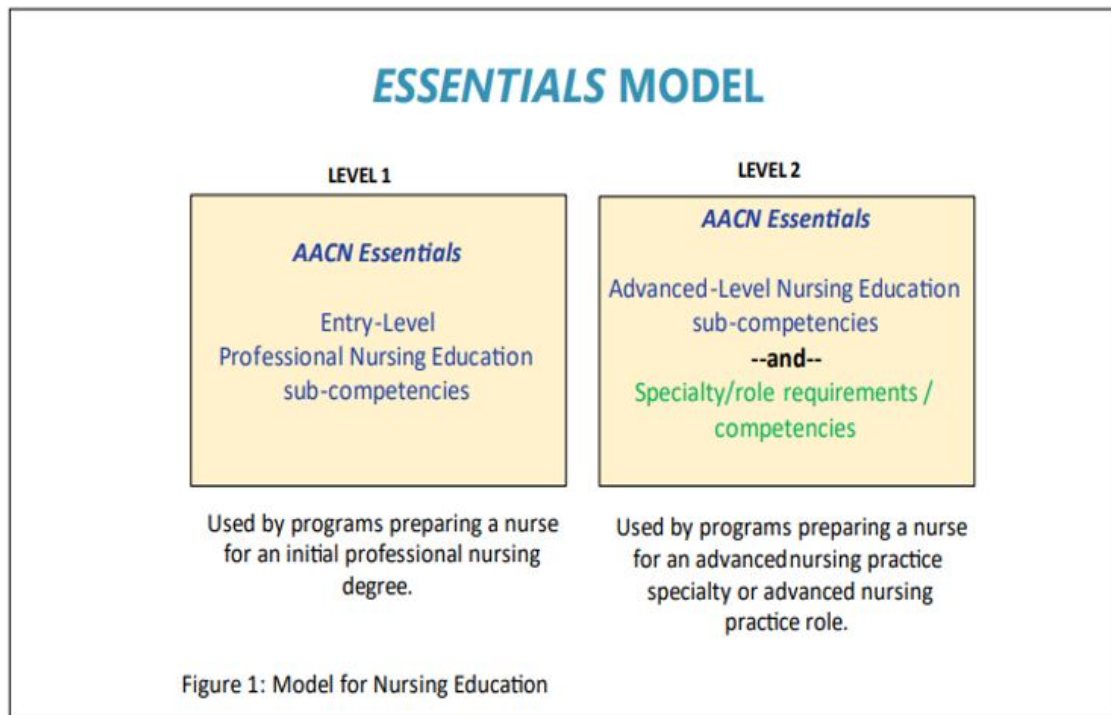 ESSENTIALS MODEL
LEVEL 1
AACN Essentials
Entry-Level
Professional Nursing Education
sub-competencies
Used by programs preparing a nurse
for an initial professional nursing
degree.
LEVEL 2
AACN Essentials
Advanced-Level Nursing Education
sub-competencies
--and--
Specialty/role requirements /
competencies
Used by programs preparing a nurse
for an advanced nursing practice
specialty or advanced nursing
practice role.
Figure 1: Model for Nursing Education